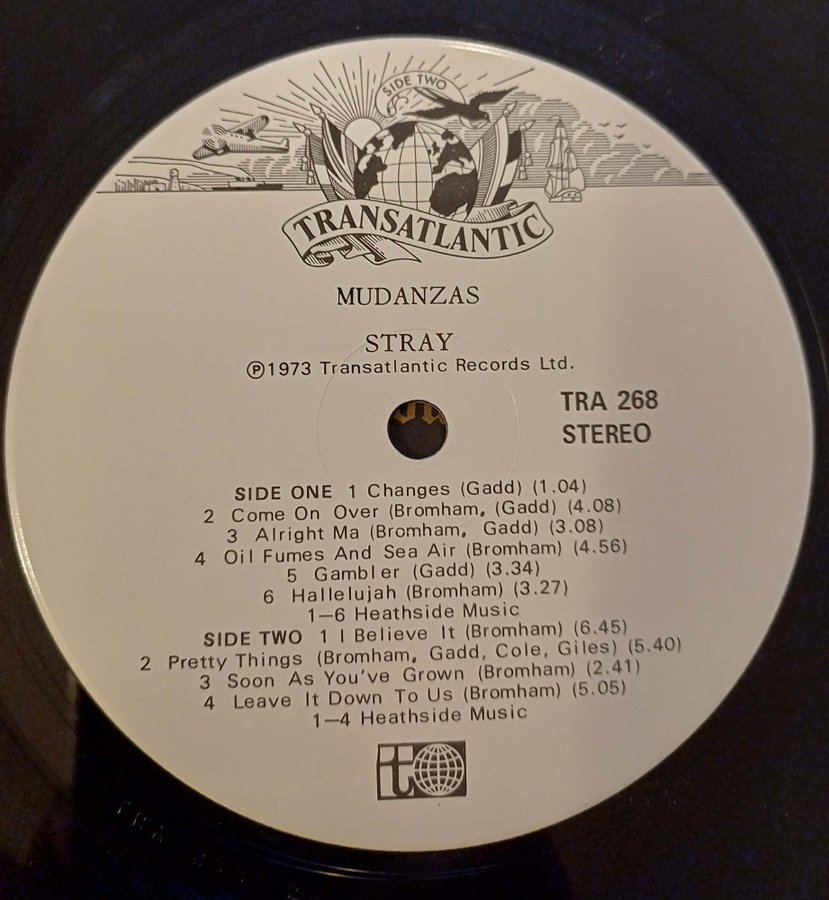 SIDE TWO
TRANSATLANTIC
MUDANZAS
STRAY
℗1973 Transatlantic Records Ltd.
TRA 268
STEREO
SIDE ONE 1 Changes (Gadd) (1.04)
2 Come On Over (Bromham, (Gadd) (4.08)
3 Alright Ma (Bromham, Gadd) (3.08)
4 Oil Fumes And Sea Air (Bromham) (4.56)
5 Gambler (Gadd) (3.34)
6 Hallelujah (Bromham) (3.27)
1–6 Heathside Music
SIDE TWO 1 I Believe It (Bromham) (6.45)
2 Pretty Things (Bromham, Gadd, Cole, Giles) (5.40)
3 Soon As You've Grown (Bromham) (2.41)
4 Leave It Down To Us (Bromham) (5.05)
1–4 Heathside Music
t